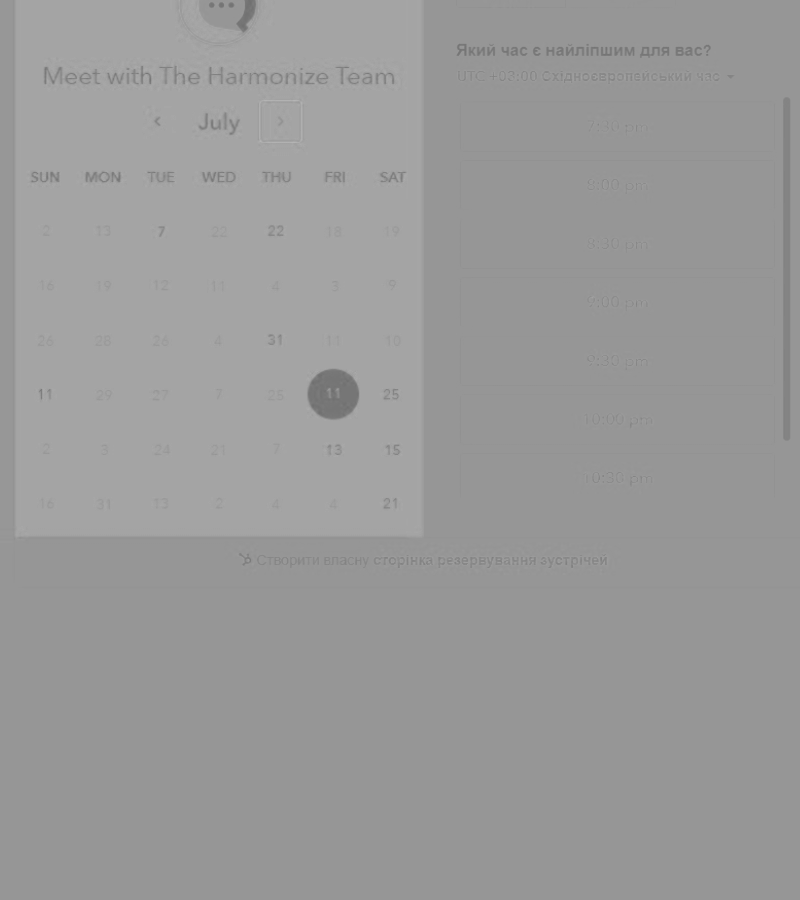 Meet with The Harmonize Team
July
SUN MON TUE WED THU FRI SAT
2 13 7 22 22 18 19
16 19 12 11 4 3 9
26 28 26 4 31 11 10
11 29 27 7 28 11 25
2 3 24 21 7 13 15
16 31 13 2 4 4 21
Який час є найліпшим для вас?
UTC +03:00 Східноєвропейський час
7:30 pm
8:00 pm
8:30 pm
9:00 pm
9:30 pm
10:00 pm
10:30 pm
Створити власну сторінка резервування зустрічей